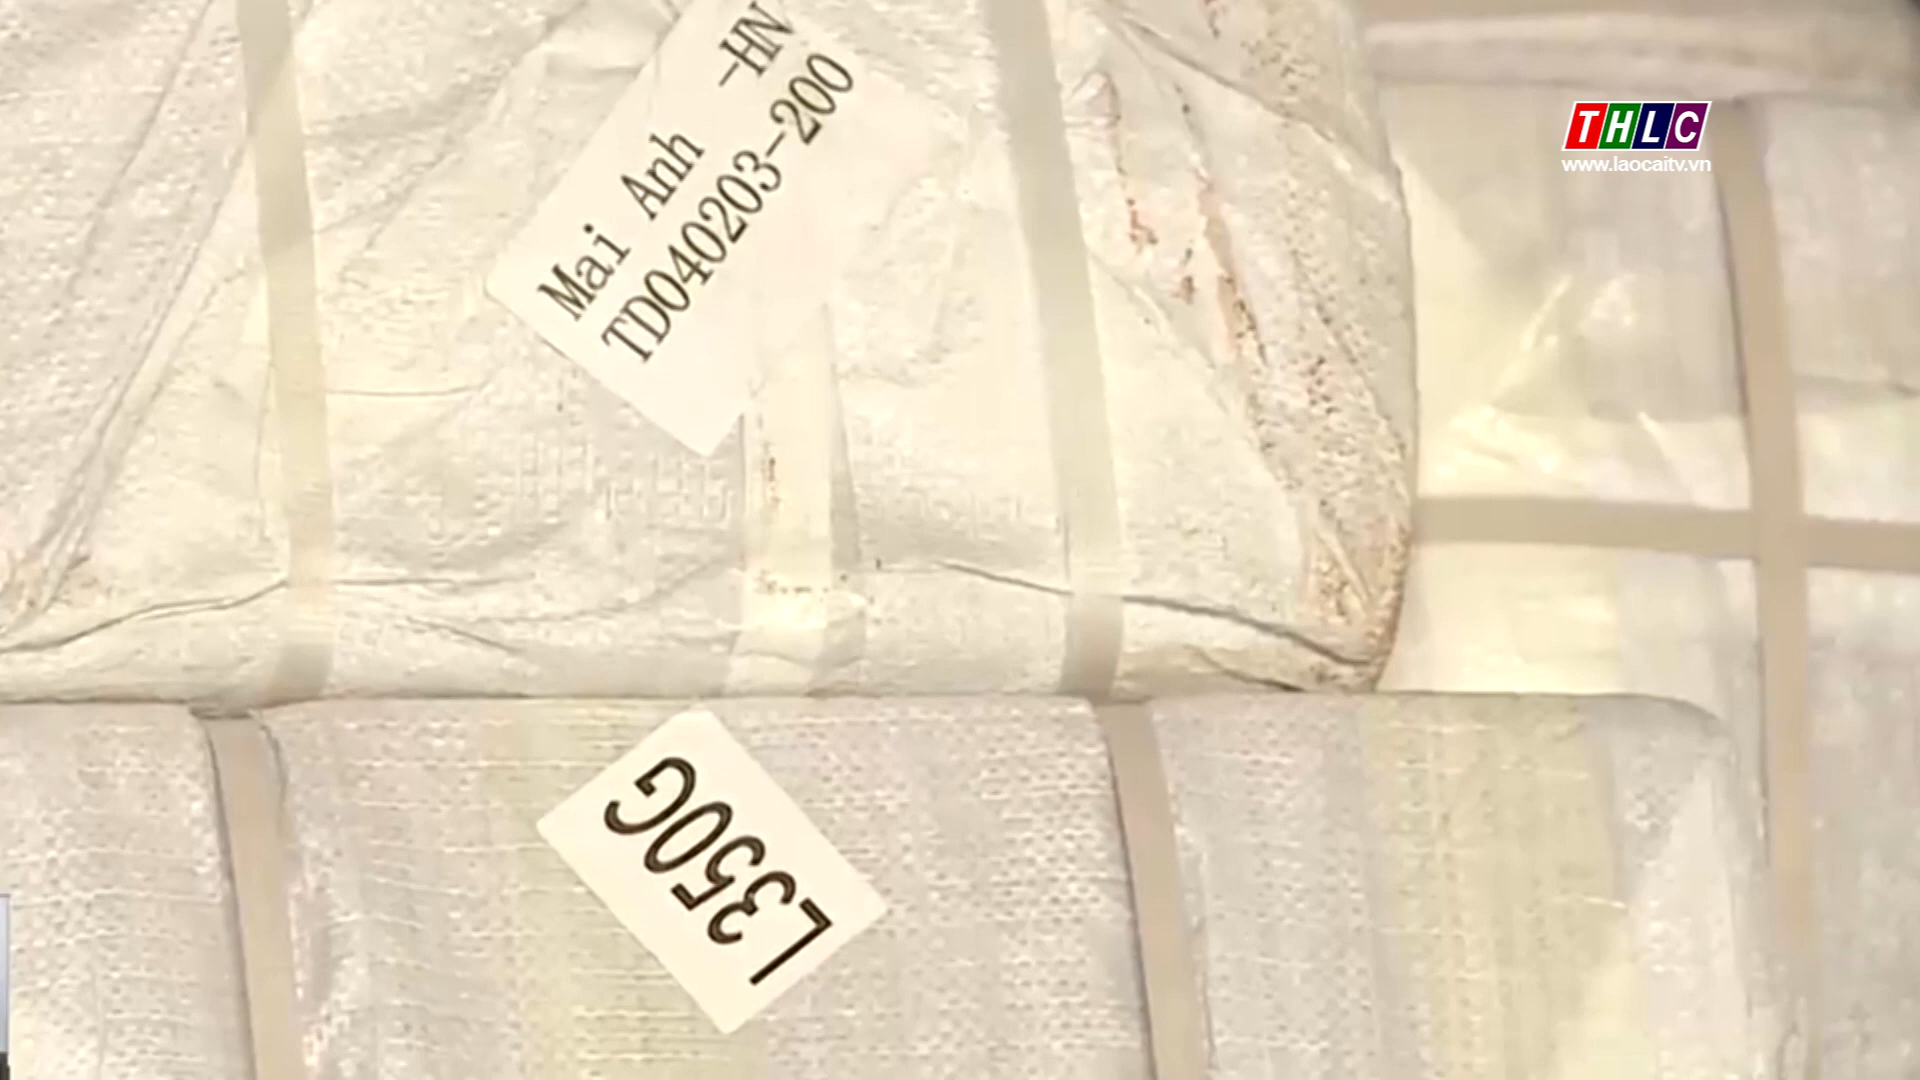 Mai Anh -HN
TD040203-200
THLC
www.laocaitv.vn
L350G